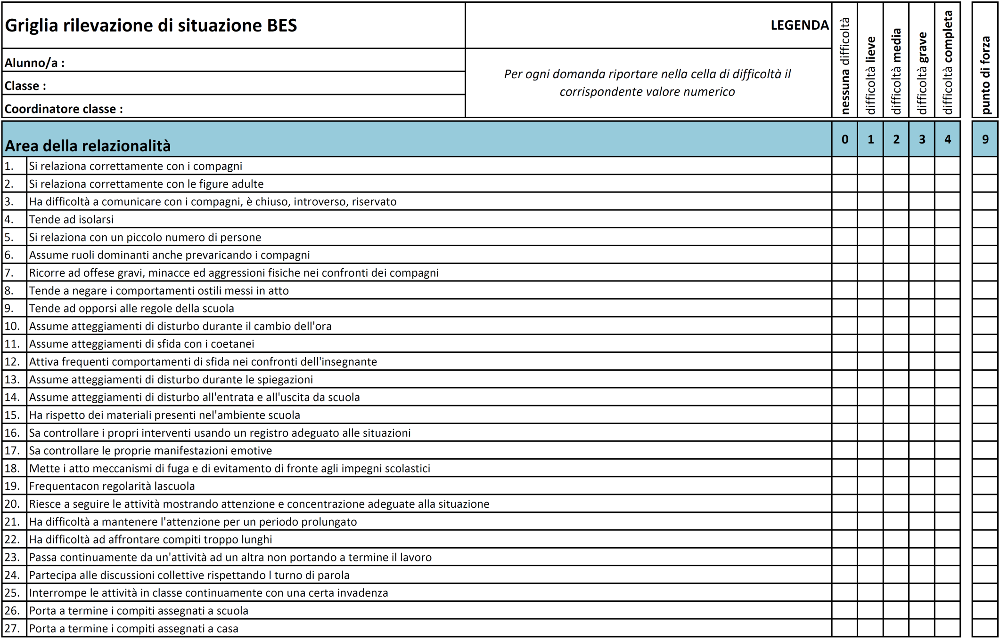 Griglia rilevazione di situazione BES
LEGENDA
nessuna difficoltà
difficoltà lieve
difficoltà media
difficoltà grave
difficoltà completa
punto di forza
Alunno/a :
Classe :
Coordinatore classe :
Per ogni domanda riportare nella cella di difficoltà il
corrispondente valore numerico
Area della relazionalità 0 1 2 3 4 9
1. Si relaziona correttamente con i compagni
2. Si relaziona correttamente con le figure adulte
3. Ha difficoltà a comunicare con i compagni, è chiuso, introverso, riservato
4. Tende ad isolarsi
5. Si relaziona con un piccolo numero di persone
6. Assume ruoli dominanti anche prevaricando i compagni
7. Ricorre ad offese gravi, minacce ed aggressioni fisiche nei confronti dei compagni
8. Tende a negare i comportamenti ostili messi in atto
9. Tende ad opporsi alle regole della scuola
10. Assume atteggiamenti di disturbo durante il cambio dell'ora
11. Assume atteggiamenti di sfida con i coetanei
12. Attiva frequenti comportamenti di sfida nei confronti dell'insegnante
13. Assume atteggiamenti di disturbo durante le spiegazioni
14. Assume atteggiamenti di disturbo all'entrata e all'uscita da scuola
15. Ha rispetto dei materiali presenti nel'ambiente scuola
16. Sa controllare i propri interventi usando un registro adeguato alle situazioni
17. Sa controllare le proprie manifestazioni emotive
18. Mette i atto meccanismi di fuga e di evitamento di fronte agli impegni scolastici
19. Frequentacon regolarità lascuola
20. Riesce a seguire le attività mostrando attenzione e concentrazione adeguate alla situazione
21. Ha difficoltà a mantenere l'attenzione per un periodo prolungato
22. Ha difficoltà ad affrontare compiti troppo lunghi
23. Passa continuamente da un'attività ad un altra non portando a termine il lavoro
24. Partecipa alle discussioni collettive rispettando l turno di parola
25. Interrompe le attività in classe continuamente con una certa invadenza
26. Porta a termine i compiti assegnati a scuola
27. Porta a termine i compiti assegnati a casa